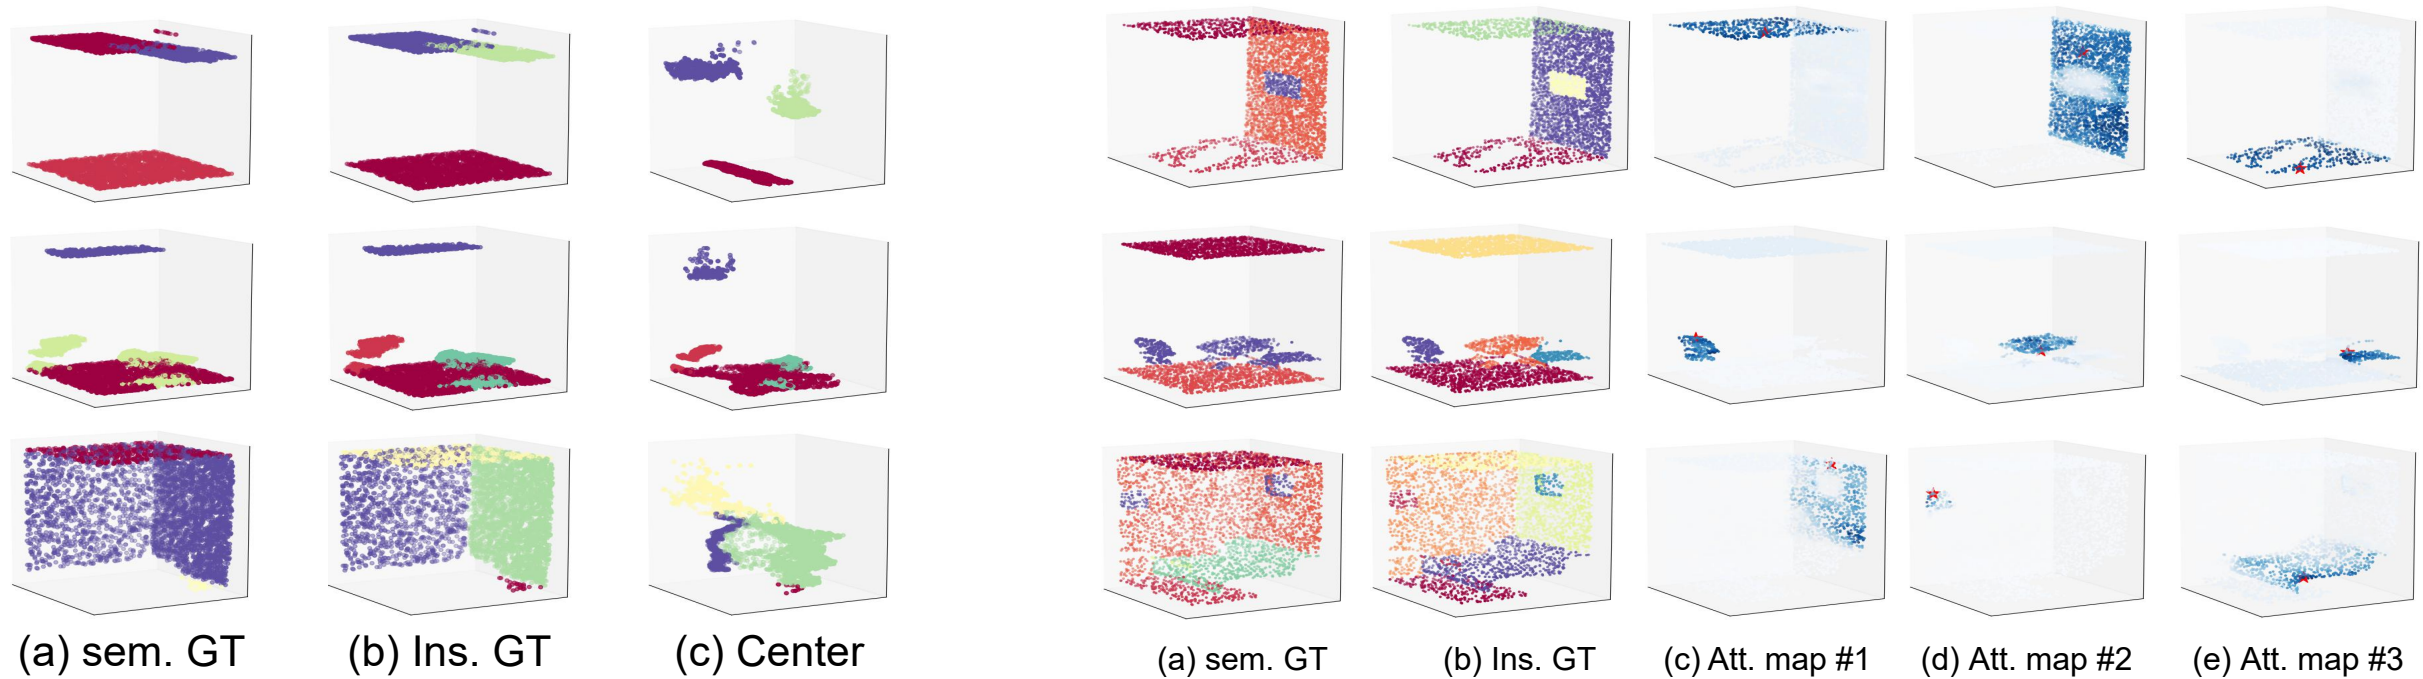 (a) sem. GT
(b) Ins. GT
(c) Center
(a) sem. GT
(b) Ins. GT
(c) Att. map #1
(d) Att. map #2
(e) Att. map #3